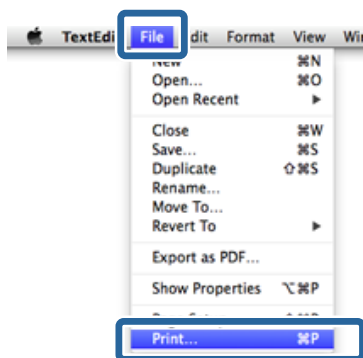 TextEdi File dit Format View Wi
New ⌘N
Open... ⌘O
Open Recent ▶
Close ⌘W
Save... ⌘S
Duplicate ⇧⌘S
Rename...
Move To...
Revert To ▶
Export as PDF...
Show Properties ⌥⌘P
Print... ⌘P